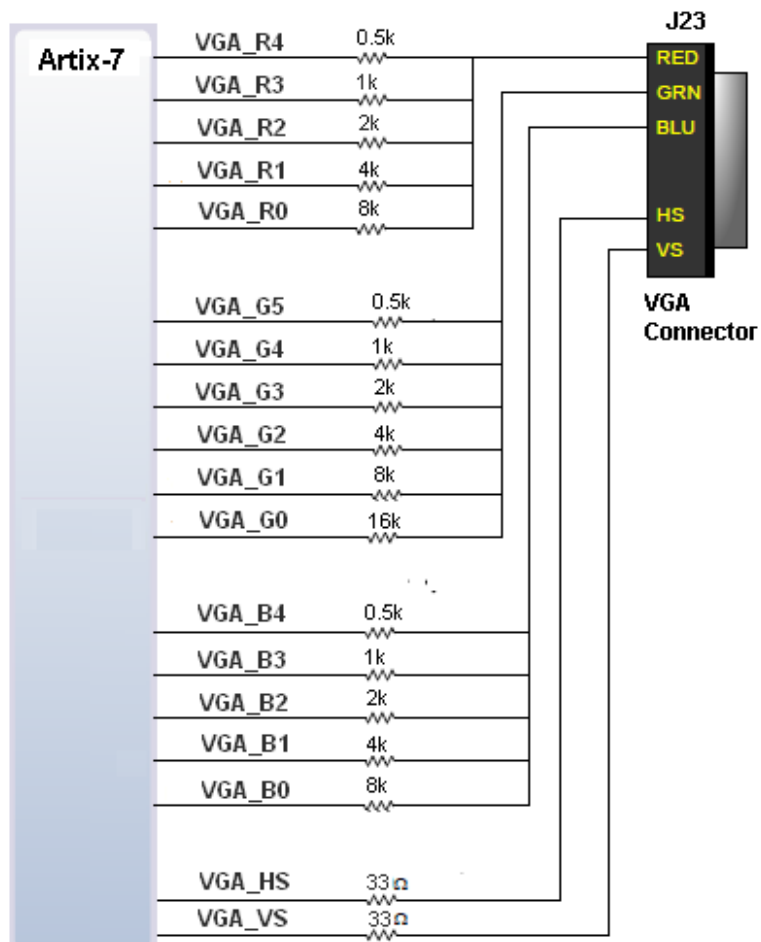 J23
Artix-7
VGA_R4 0.5k
VGA_R3 1k
VGA_R2 2k
VGA_R1 4k
VGA_R0 8k
RED
GRN
BLU
HS
VS
VGA
Connector
VGA_G5 0.5k
VGA_G4 1k
VGA_G3 2k
VGA_G2 4k
VGA_G1 8k
VGA_G0 16k
VGA_B4 0.5k
VGA_B3 1k
VGA_B2 2k
VGA_B1 4k
VGA_B0 8k
VGA_HS 33Ω
VGA_VS 33Ω